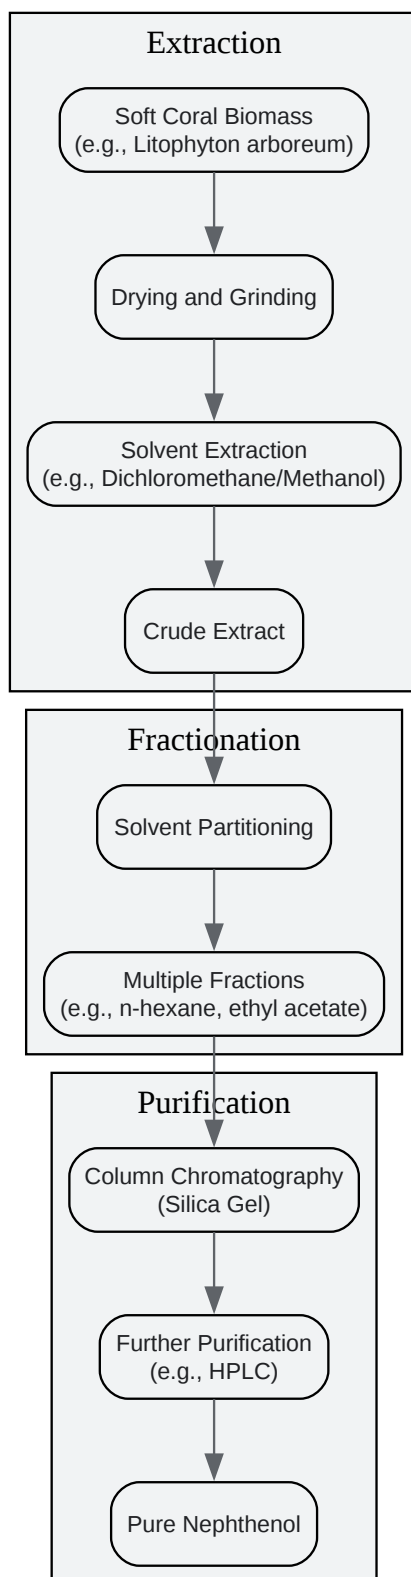 Extraction
Soft Coral Biomass
(e.g., Litophyton arboreum)
Drying and Grinding
Solvent Extraction
(e.g., Dichloromethane/Methanol)
Crude Extract
Fractionation
Solvent Partitioning
Multiple Fractions
(e.g., n-hexane, ethyl acetate)
Purification
Column Chromatography
(Silica Gel)
Further Purification
(e.g., HPLC)
Pure Nephthenol